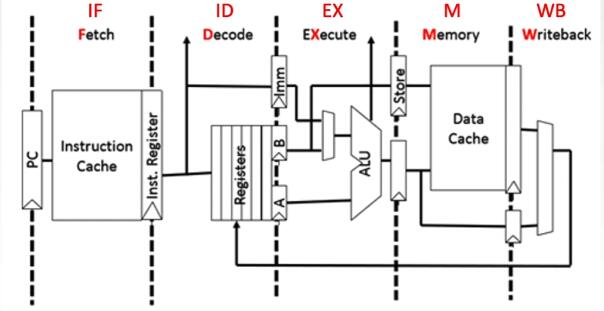 IF ID EX M WB
Fetch Decode EXecute Memory Writeback
PC
Instruction
Cache
Inst. Register
Registers
Imm
B
A
ALU
Store
Data
Cache